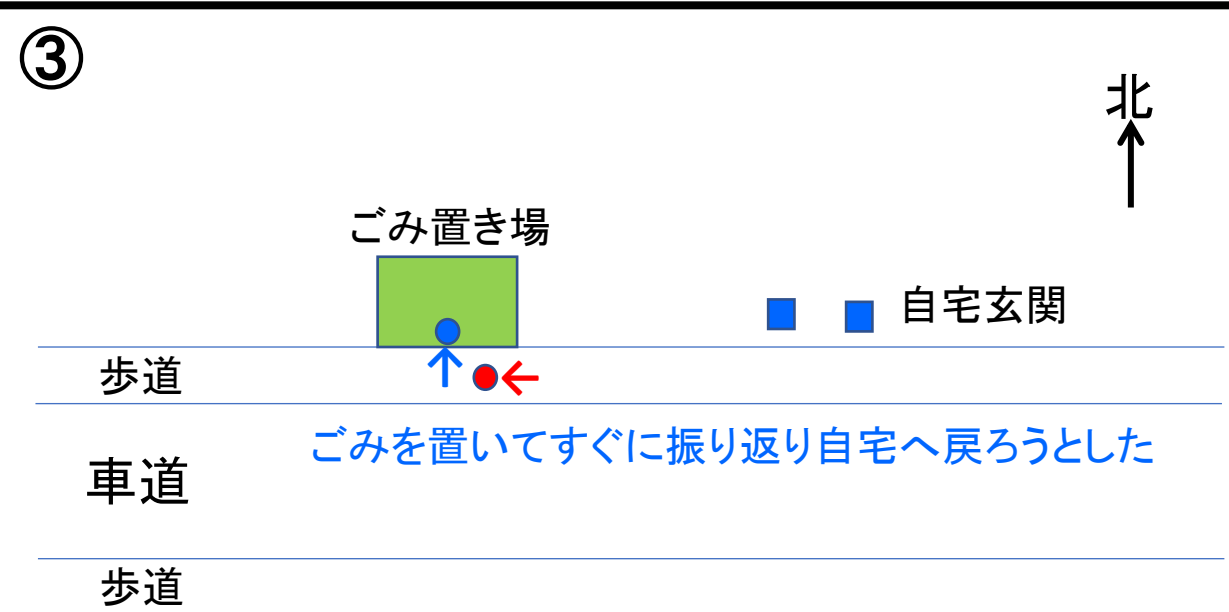 ③
北
ごみ置き場
自宅玄関
歩道
ごみを置いてすぐに振り返り自宅へ戻ろうとした
車道
歩道